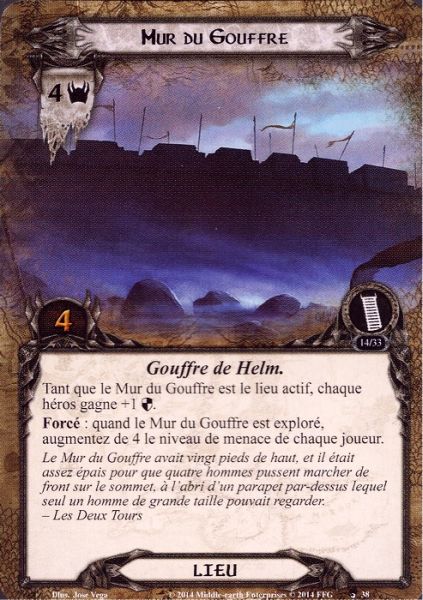 Mur du Gouffre
4
4
14/33
Gouffre de Helm.
Tant que le Mur du Gouffre est le lieu actif, chaque
héros gagne +1 .
Forcé : quand le Mur du Gouffre est exploré,
augmentez de 4 le niveau de menace de chaque joueur.
Le Mur du Gouffre avait vingt pieds de haut, et il était
assez épais pour que quatre hommes pussent marcher de
front sur le sommet, à l'abri d'un parapet par-dessus lequel
seul un homme de grande taille pouvait regarder.
– Les Deux Tours
LIEU
Illus. Jose Vega © 2014 Middle-earth Enterprises © 2014 FFG 38